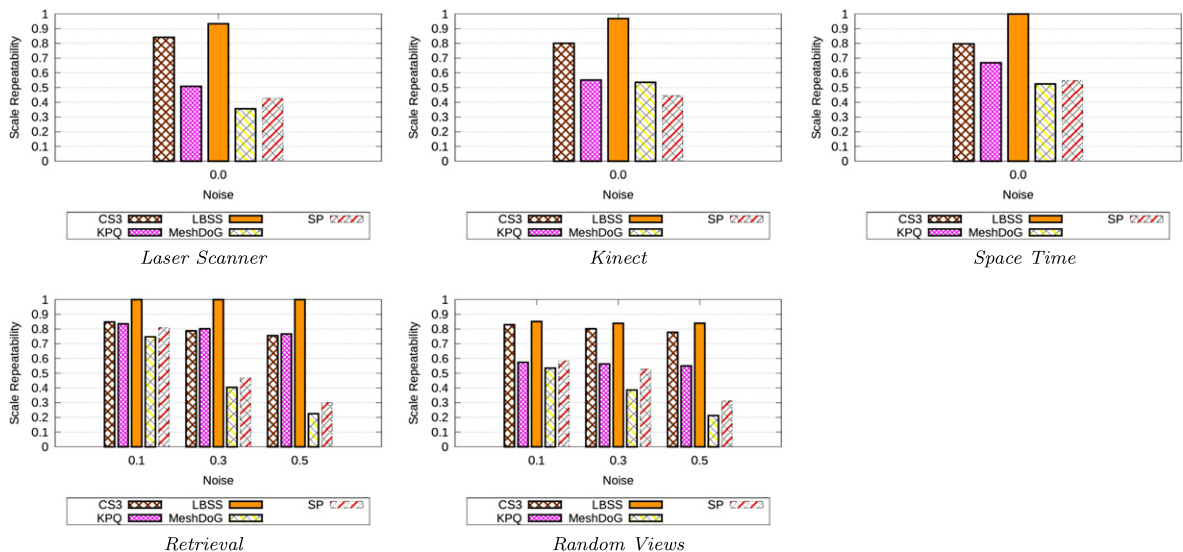 1
0.9
0.8
0.7
0.6
0.5
0.4
0.3
0.2
0.1
0
Scale Repeatability
0.0
Noise
CS3 LBSS SP
KPQ MeshDoG
Laser Scanner
1
0.9
0.8
0.7
0.6
0.5
0.4
0.3
0.2
0.1
0
Scale Repeatability
0.0
Noise
CS3 LBSS SP
KPQ MeshDoG
Kinect
1
0.9
0.8
0.7
0.6
0.5
0.4
0.3
0.2
0.1
0
Scale Repeatability
0.0
Noise
CS3 LBSS SP
KPQ MeshDoG
Space Time
1
0.9
0.8
0.7
0.6
0.5
0.4
0.3
0.2
0.1
0
Scale Repeatability
0.1 0.3 0.5
Noise
CS3 LBSS SP
KPQ MeshDoG
Retrieval
1
0.9
0.8
0.7
0.6
0.5
0.4
0.3
0.2
0.1
0
Scale Repeatability
0.1 0.3 0.5
Noise
CS3 LBSS SP
KPQ MeshDoG
Random Views